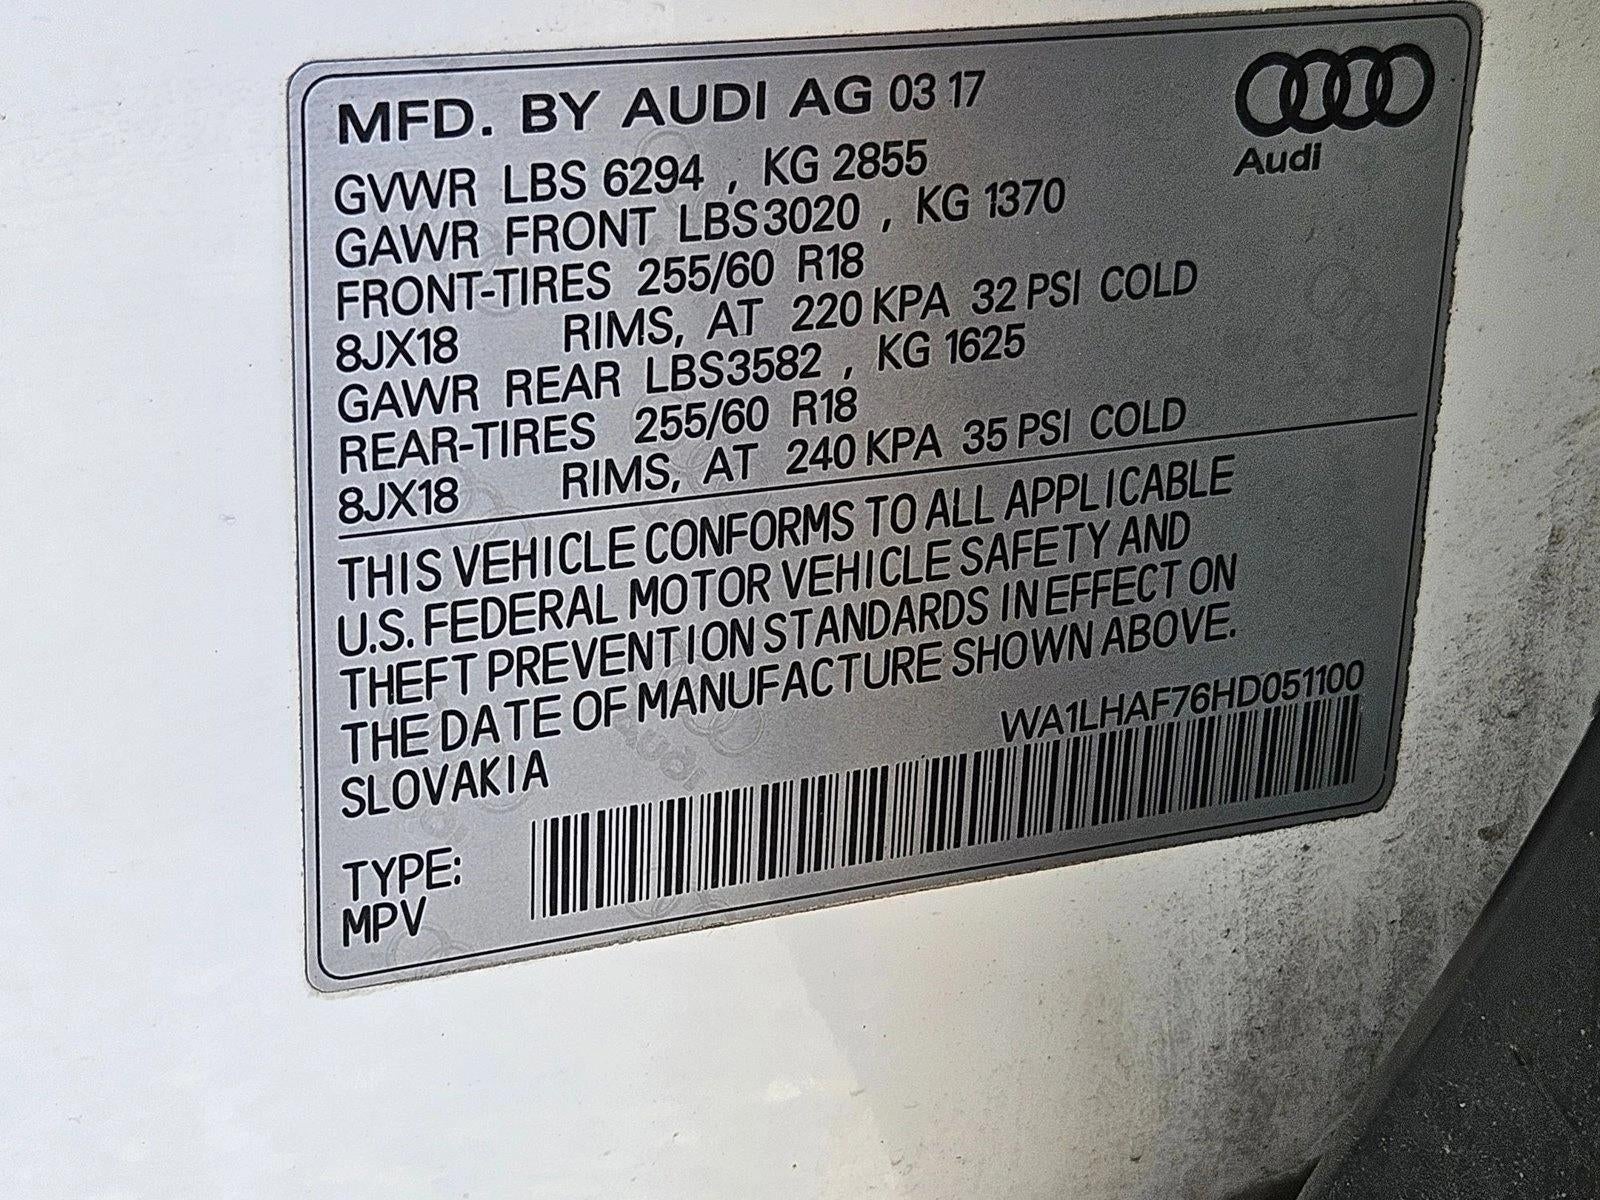 MFD. BY AUDI AG 03 17
Audi
GVWR LBS 6294 , KG 2855
GAWR FRONT LBS3020 , KG 1370
FRONT-TIRES 255/60 R18
8JX18 RIMS, AT 220 KPA 32 PSI COLD
GAWR REAR LBS3582 , KG 1625
REAR-TIRES 255/60 R18
8JX18 RIMS, AT 240 KPA 35 PSI COLD
THIS VEHICLE CONFORMS TO ALL APPLICABLE
U.S. FEDERAL MOTOR VEHICLE SAFETY AND
THEFT PREVENTION STANDARDS IN EFFECT ON
THE DATE OF MANUFACTURE SHOWN ABOVE.
SLOVAKIA
WA1LHAF76HD051100
TYPE:
MPV